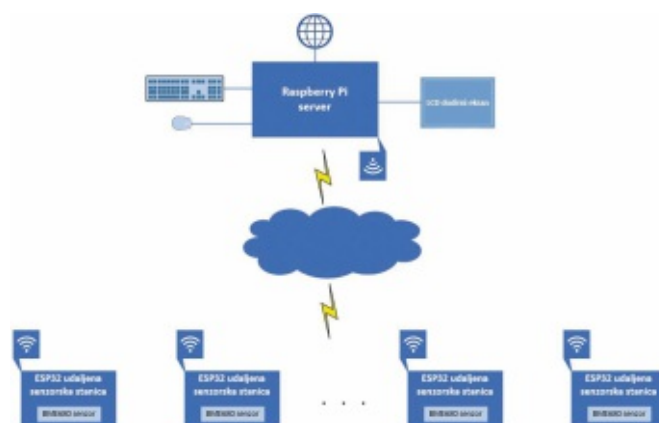 Raspberry Pi
server
LCD dodirni ekran
ESP32 udaljena
senzorska stanica
BME680 senzor
ESP32 udaljena
senzorska stanica
BME680 senzor
. . .
ESP32 udaljena
senzorska stanica
BME680 senzor
ESP32 udaljena
senzorska stanica
BME680 senzor